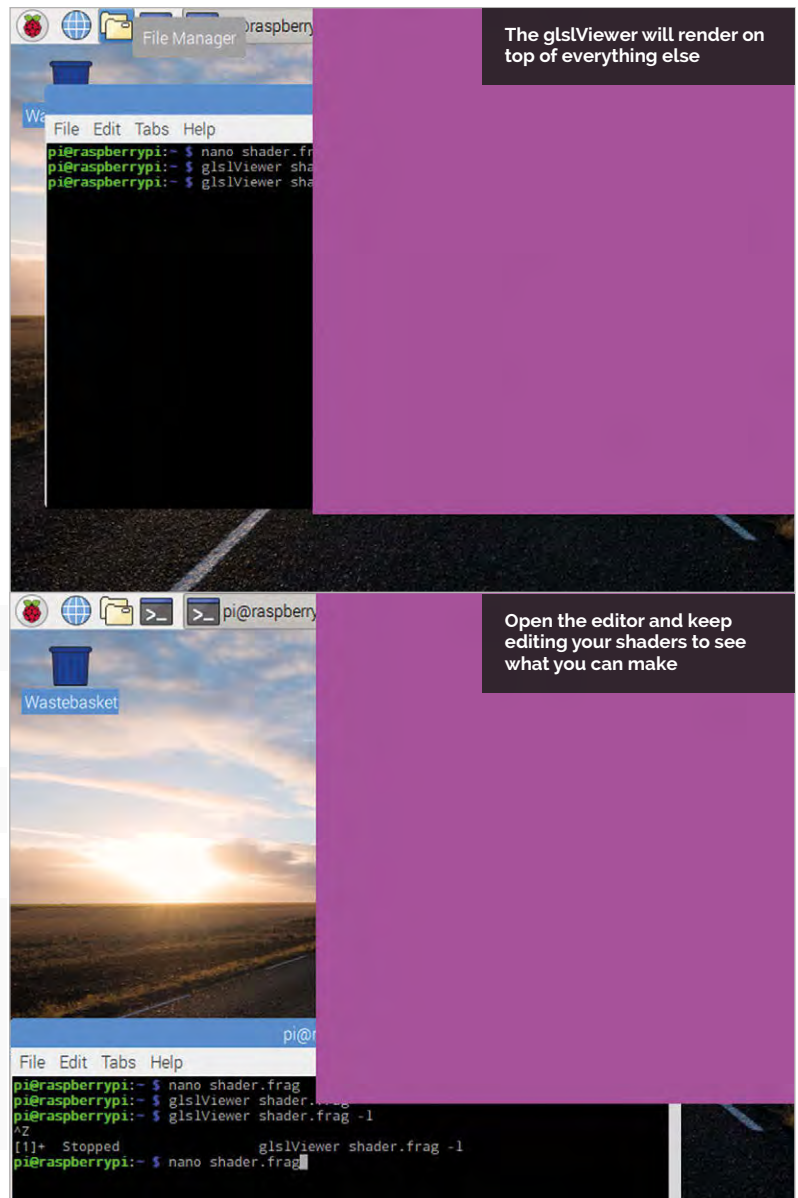 File Manager
raspberry
The glslViewer will render on
top of everything else
File Edit Tabs Help
pi@raspberrypi:~ $ nano shader.fr
pi@raspberrypi:~ $ glslViewer sha
pi@raspberrypi:~ $ glslViewer sha
>_
>_ pi@raspberry
Open the editor and keep
editing your shaders to see
what you can make
Wastebasket
File Edit Tabs Help
pi@raspberrypi:~ $ nano shader.frag
pi@raspberrypi:~ $ glslViewer shader.
pi@raspberrypi:~ $ glslViewer shader.frag -l
^Z
[1]+ Stopped glslViewer shader.frag -l
pi@raspberrypi:~ $ nano shader.frag